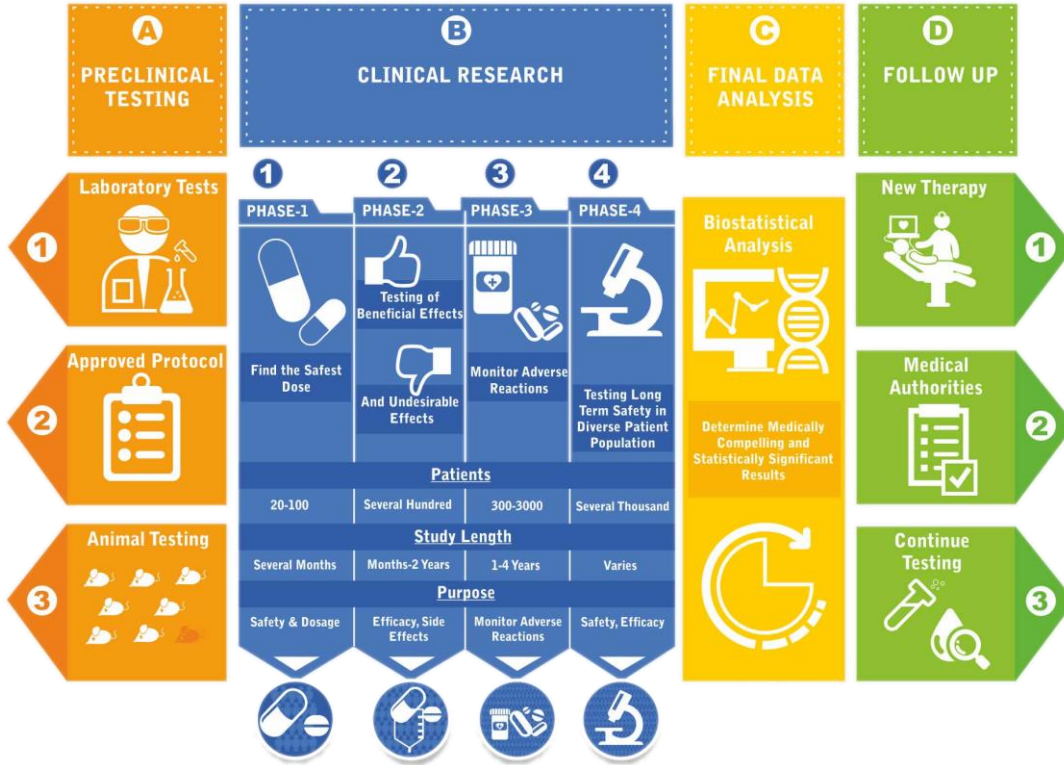 A
PRECLINICAL
TESTING
B
CLINICAL RESEARCH
C
FINAL DATA
ANALYSIS
D
FOLLOW UP
1
Laboratory Tests
2
Approved Protocol
3
Animal Testing
1
2
3
4
PHASE-1
PHASE-2
PHASE-3
PHASE-4
Find the Safest
Dose
Testing of
Beneficial Effects
And Undesirable
Effects
Monitor Adverse
Reactions
Testing Long
Term Safety in
Diverse Patient
Population
Patients
20-100
Several Hundred
300-3000
Several Thousand
Study Length
Several Months
Months-2 Years
1-4 Years
Varies
Purpose
Safety & Dosage
Efficacy, Side
Effects
Monitor Adverse
Reactions
Safety, Efficacy
Biostatistical
Analysis
Determine Medically
Compelling and
Statistically Significant
Results
New Therapy
1
Medical
Authorities
2
Continue
Testing
3